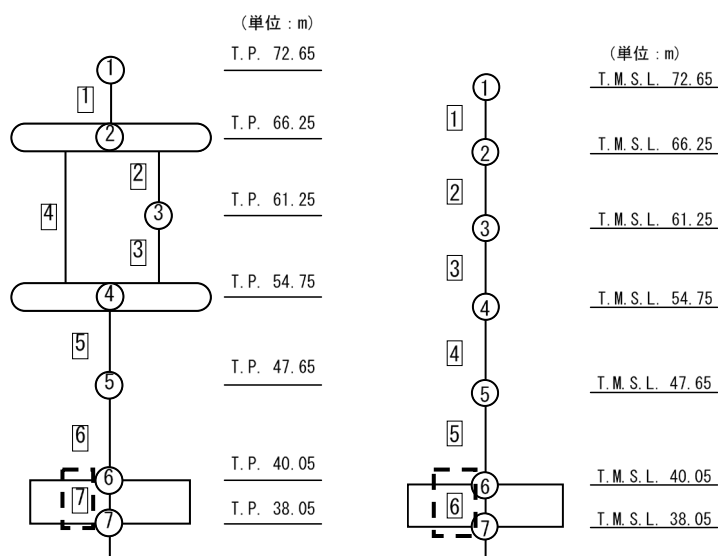 (単位:m)
T.P. 72.65
T.P. 66.25
T.P. 61.25
T.P. 54.75
T.P. 47.65
T.P. 40.05
T.P. 38.05
1
1
2
2
4
3
3
4
5
5
6
6
7
7
(単位:m)
T.M.S.L. 72.65
T.M.S.L. 66.25
T.M.S.L. 61.25
T.M.S.L. 54.75
T.M.S.L. 47.65
T.M.S.L. 40.05
T.M.S.L. 38.05
1
1
2
2
3
3
4
4
5
5
6
6
7